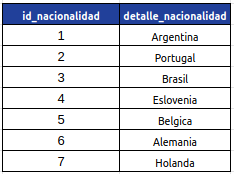 id_nacionalidad detalle_nacionalidad
1 Argentina
2 Portugal
3 Brasil
4 Eslovenia
5 Belgica
6 Alemania
7 Holanda